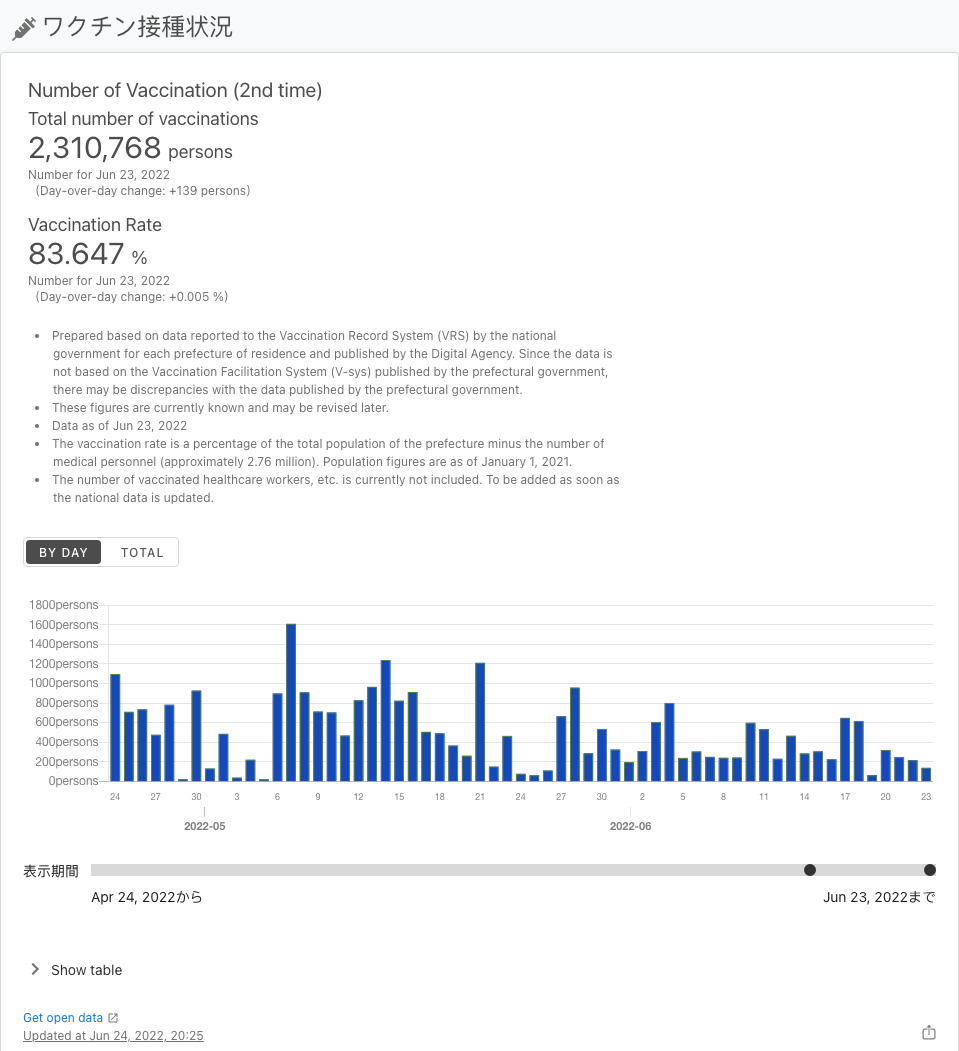 ワクチン接種状況
Number of Vaccination (2nd time)
Total number of vaccinations
2,310,768 persons
Number for Jun 23, 2022
(Day-over-day change: +139 persons)
Vaccination Rate
83.647 %
Number for Jun 23, 2022
(Day-over-day change: +0.005 %)
• Prepared based on data reported to the Vaccination Record System (VRS) by the national
government for each prefecture of residence and published by the Digital Agency. Since the data is
not based on the Vaccination Facilitation System (V-sys) published by the prefectural government,
there may be discrepancies with the data published by the prefectural government.
• These figures are currently known and may be revised later.
• Data as of Jun 23, 2022
• The vaccination rate is a percentage of the total population of the prefecture minus the number of
medical personnel (approximately 2.76 million). Population figures are as of January 1, 2021.
• The number of vaccinated healthcare workers, etc. is currently not included. To be added as soon as
the national data is updated.
BY DAY TOTAL
1800persons
1600persons
1400persons
1200persons
1000persons
800persons
600persons
400persons
200persons
0persons
24 27 30 3 6 9 12 15 18 21 24 27 30 2 5 8 11 14 17 20 23
2022-05 2022-06
表示期間
Apr 24, 2022から Jun 23, 2022まで
Show table
Get open data
Updated at Jun 24, 2022, 20:25